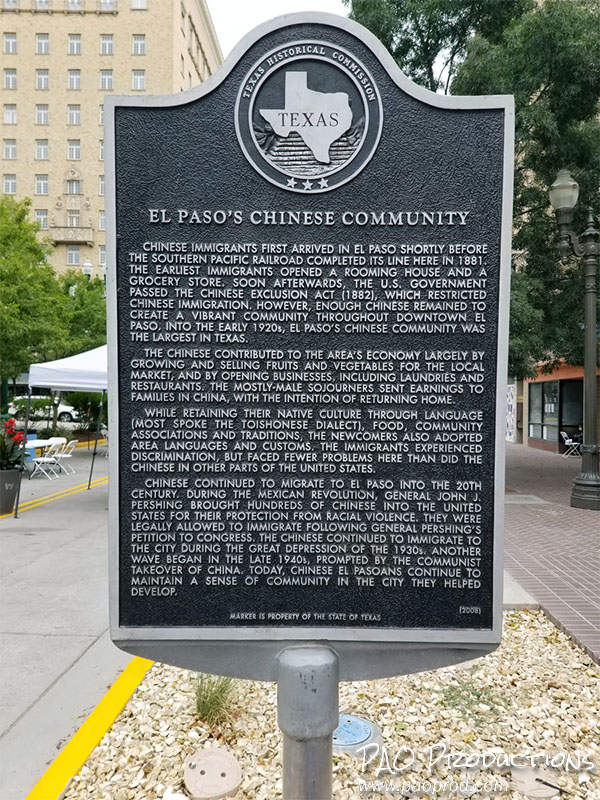 TEXAS HISTORICAL COMMISSION
TEXAS
EL PASO'S CHINESE COMMUNITY
CHINESE IMMIGRANTS FIRST ARRIVED IN EL PASO SHORTLY BEFORE
THE SOUTHERN PACIFIC RAILROAD COMPLETED ITS LINE HERE IN 1881.
THE EARLIEST IMMIGRANTS OPENED A ROOMING HOUSE AND A
GROCERY STORE. SOON AFTERWARDS, THE U.S. GOVERNMENT
PASSED THE CHINESE EXCLUSION ACT (1882), WHICH RESTRICTED
CHINESE IMMIGRATION. HOWEVER, ENOUGH CHINESE REMAINED TO
CREATE A VIBRANT COMMUNITY THROUGHOUT DOWNTOWN EL
PASO. INTO THE EARLY 1920s, EL PASO'S CHINESE COMMUNITY WAS
THE LARGEST IN TEXAS.
THE CHINESE CONTRIBUTED TO THE AREA'S ECONOMY LARGELY BY
GROWING AND SELLING FRUITS AND VEGETABLES FOR THE LOCAL
MARKET, AND BY OPENING BUSINESSES, INCLUDING LAUNDRIES AND
RESTAURANTS. THE MOSTLY-MALE SOJOURNERS SENT EARNINGS TO
FAMILIES IN CHINA, WITH THE INTENTION OF RETURNING HOME.
WHILE RETAINING THEIR NATIVE CULTURE THROUGH LANGUAGE
(MOST SPOKE THE TOISHONESE DIALECT), FOOD, COMMUNITY
ASSOCIATIONS AND TRADITIONS, THE NEWCOMERS ALSO ADOPTED
AREA LANGUAGES AND CUSTOMS. THE IMMIGRANTS EXPERIENCED
DISCRIMINATION, BUT FACED FEWER PROBLEMS HERE THAN DID THE
CHINESE IN OTHER PARTS OF THE UNITED STATES.
CHINESE CONTINUED TO MIGRATE TO EL PASO INTO THE 20TH
CENTURY. DURING THE MEXICAN REVOLUTION, GENERAL JOHN J.
PERSHING BROUGHT HUNDREDS OF CHINESE INTO THE UNITED
STATES FOR THEIR PROTECTION FROM RACIAL VIOLENCE. THEY WERE
LEGALLY ALLOWED TO IMMIGRATE FOLLOWING GENERAL PERSHING'S
PETITION TO CONGRESS. THE CHINESE CONTINUED TO IMMIGRATE TO
THE CITY DURING THE GREAT DEPRESSION OF THE 1930s. ANOTHER
WAVE BEGAN IN THE LATE 1940s, PROMPTED BY THE COMMUNIST
TAKEOVER OF CHINA. TODAY, CHINESE EL PASOANS CONTINUE TO
MAINTAIN A SENSE OF COMMUNITY IN THE CITY THEY HELPED
DEVELOP.
(2008)
MARKER IS PROPERTY OF THE STATE OF TEXAS
PAO Productions
www.paoprod.com